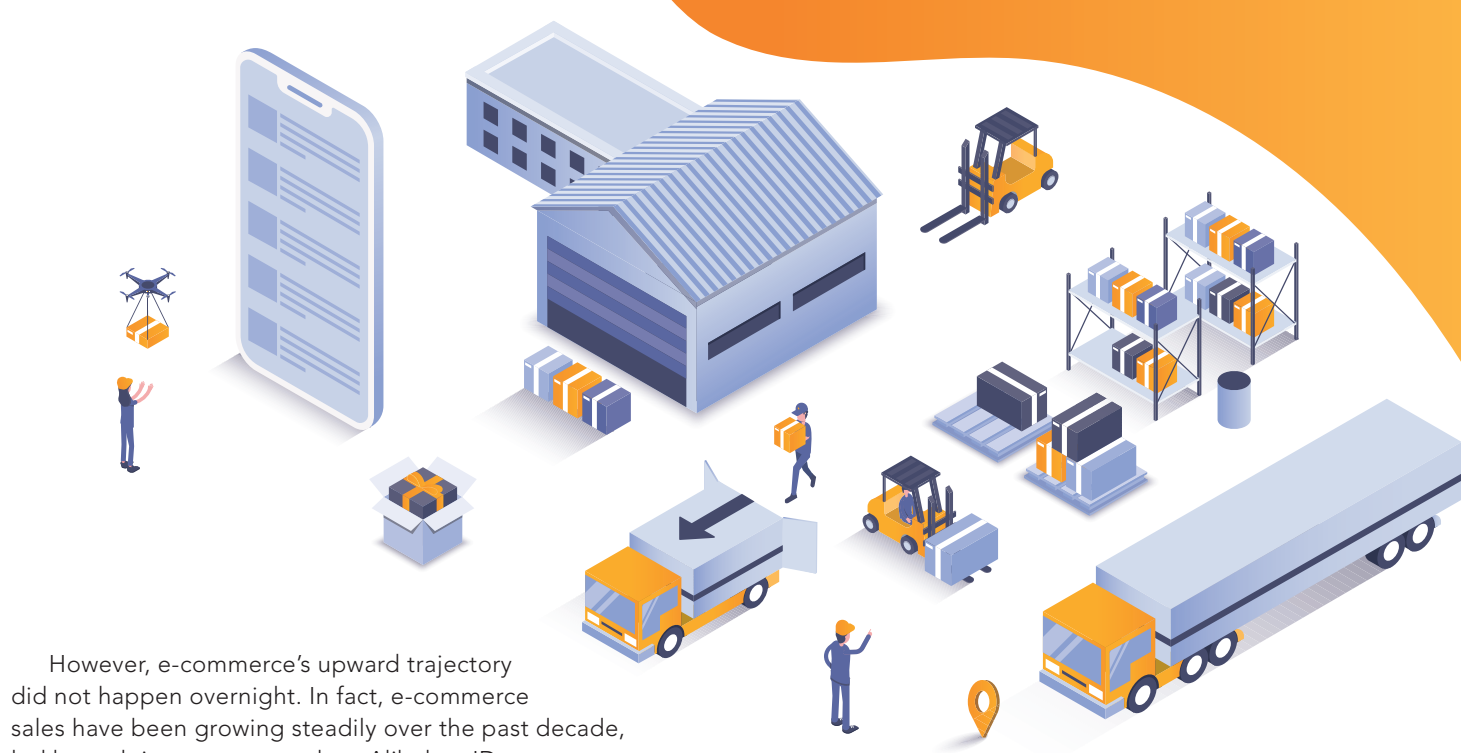 However, e-commerce’s upward trajectory
did not happen overnight. In fact, e-commerce
sales have been growing steadily over the past decade,